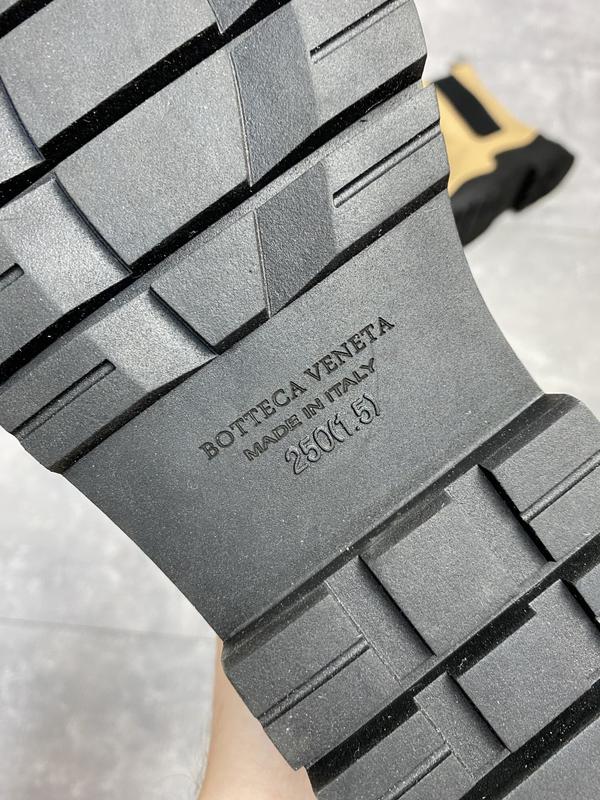 BOTTEGA VENETA
MADE IN ITALY
250(1.5)